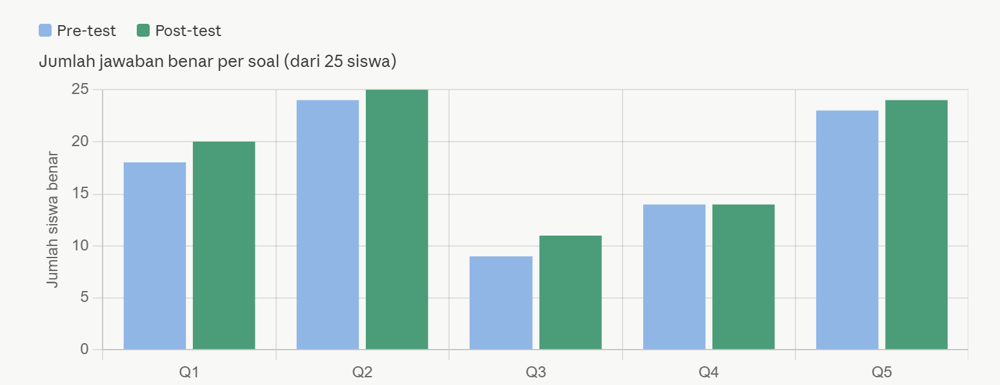 Pre-test Post-test
Jumlah jawaban benar per soal (dari 25 siswa)
25
20
15
10
5
0
Jumlah siswa benar
Q1 Q2 Q3 Q4 Q5